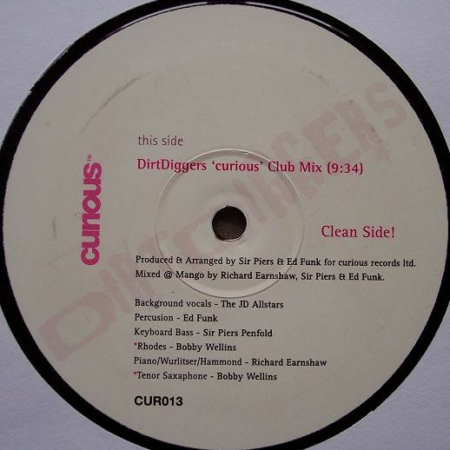 this side
DirtDiggers 'curious' Club Mix (9:34)
curious™
DIRTDIGGERS
Clean Side!
Produced & Arranged by Sir Piers & Ed Funk for curious records ltd.
Mixed @ Mango by Richard Earnshaw, Sir Piers & Ed Funk.
Background vocals - The JD Allstars
Percusion - Ed Funk
Keyboard Bass - Sir Piers Penfold
*Rhodes - Bobby Wellins
Piano/Wurlitser/Hammond - Richard Earnshaw
*Tenor Saxaphone - Bobby Wellins
CUR013